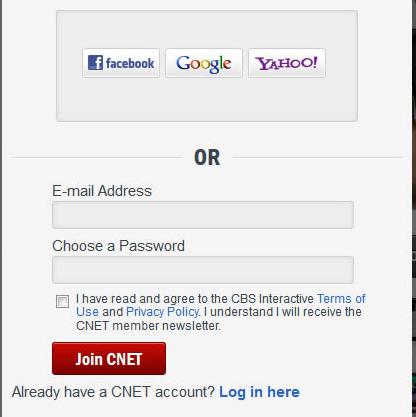 facebook Google YAHOO!
OR
E-mail Address
Choose a Password
I have read and agree to the CBS Interactive Terms of
Use and Privacy Policy. I understand I will receive the
CNET member newsletter.
Join CNET
Already have a CNET account? Log in here